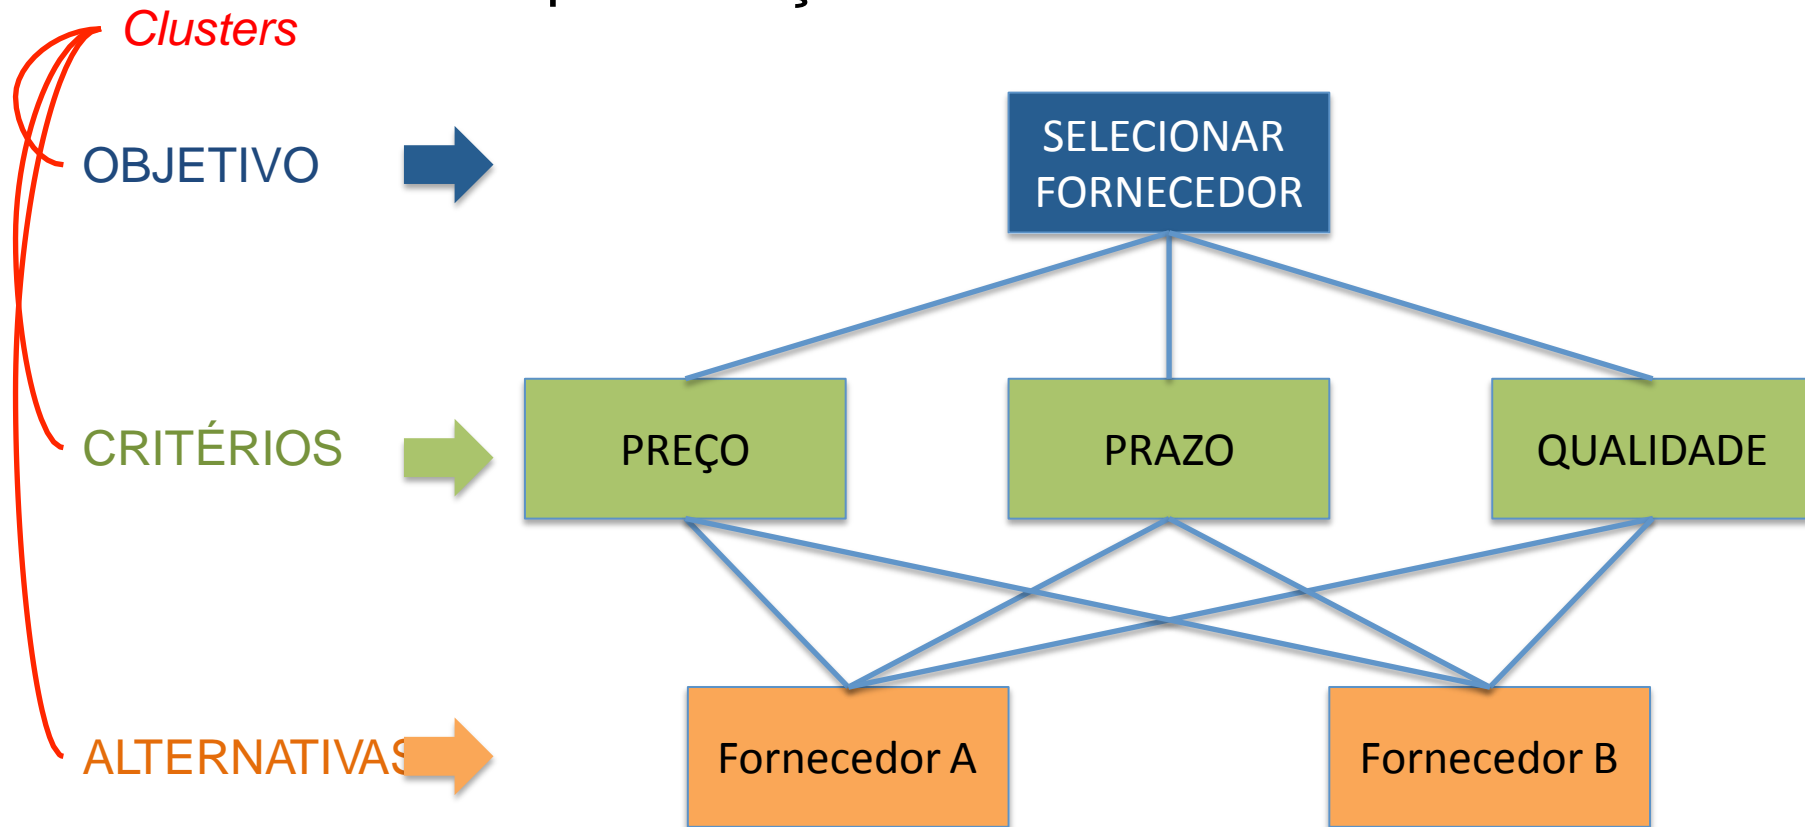 Clusters
OBJETIVO
SELECIONAR
FORNECEDOR
CRITÉRIOS
PREÇO
PRAZO
QUALIDADE
ALTERNATIVAS
Fornecedor A
Fornecedor B